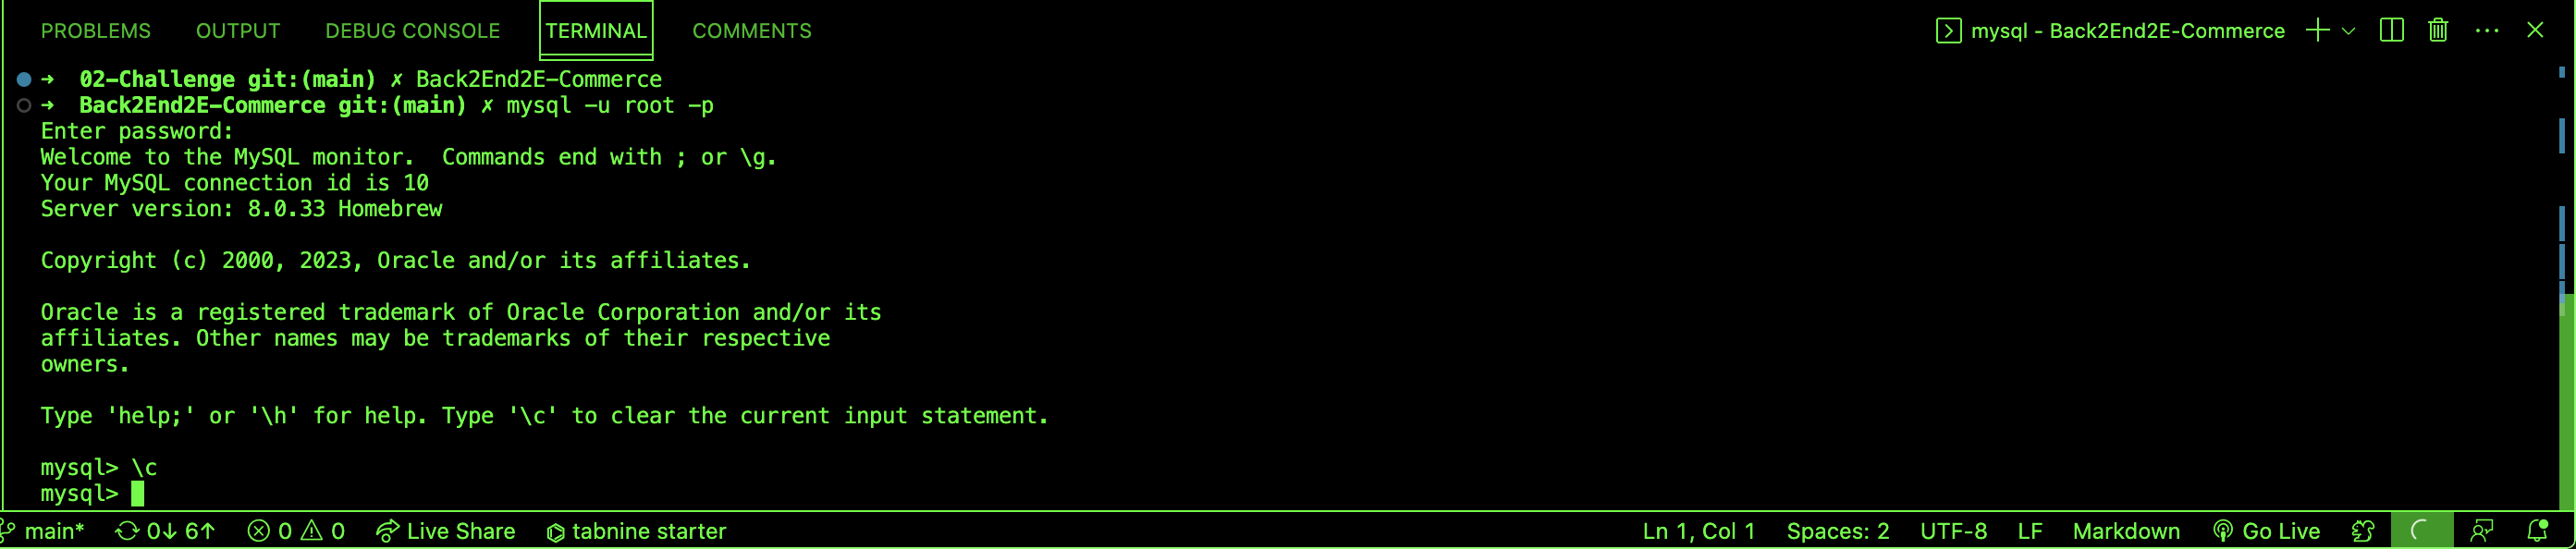 PROBLEMS OUTPUT DEBUG CONSOLE TERMINAL COMMENTS mysql - Back2End2E-Commerce
→ 02-Challenge git:(main) ✗ Back2End2E-Commerce
→ Back2End2E-Commerce git:(main) ✗ mysql -u root -p
Enter password:
Welcome to the MySQL monitor.  Commands end with ; or \g.
Your MySQL connection id is 10
Server version: 8.0.33 Homebrew
Copyright (c) 2000, 2023, Oracle and/or its affiliates.
Oracle is a registered trademark of Oracle Corporation and/or its
affiliates. Other names may be trademarks of their respective
owners.
Type 'help;' or '\h' for help. Type '\c' to clear the current input statement.
mysql> \c
mysql>
main* 0↓ 6↑ 0 0 Live Share tabnine starter Ln 1, Col 1 Spaces: 2 UTF-8 LF Markdown Go Live